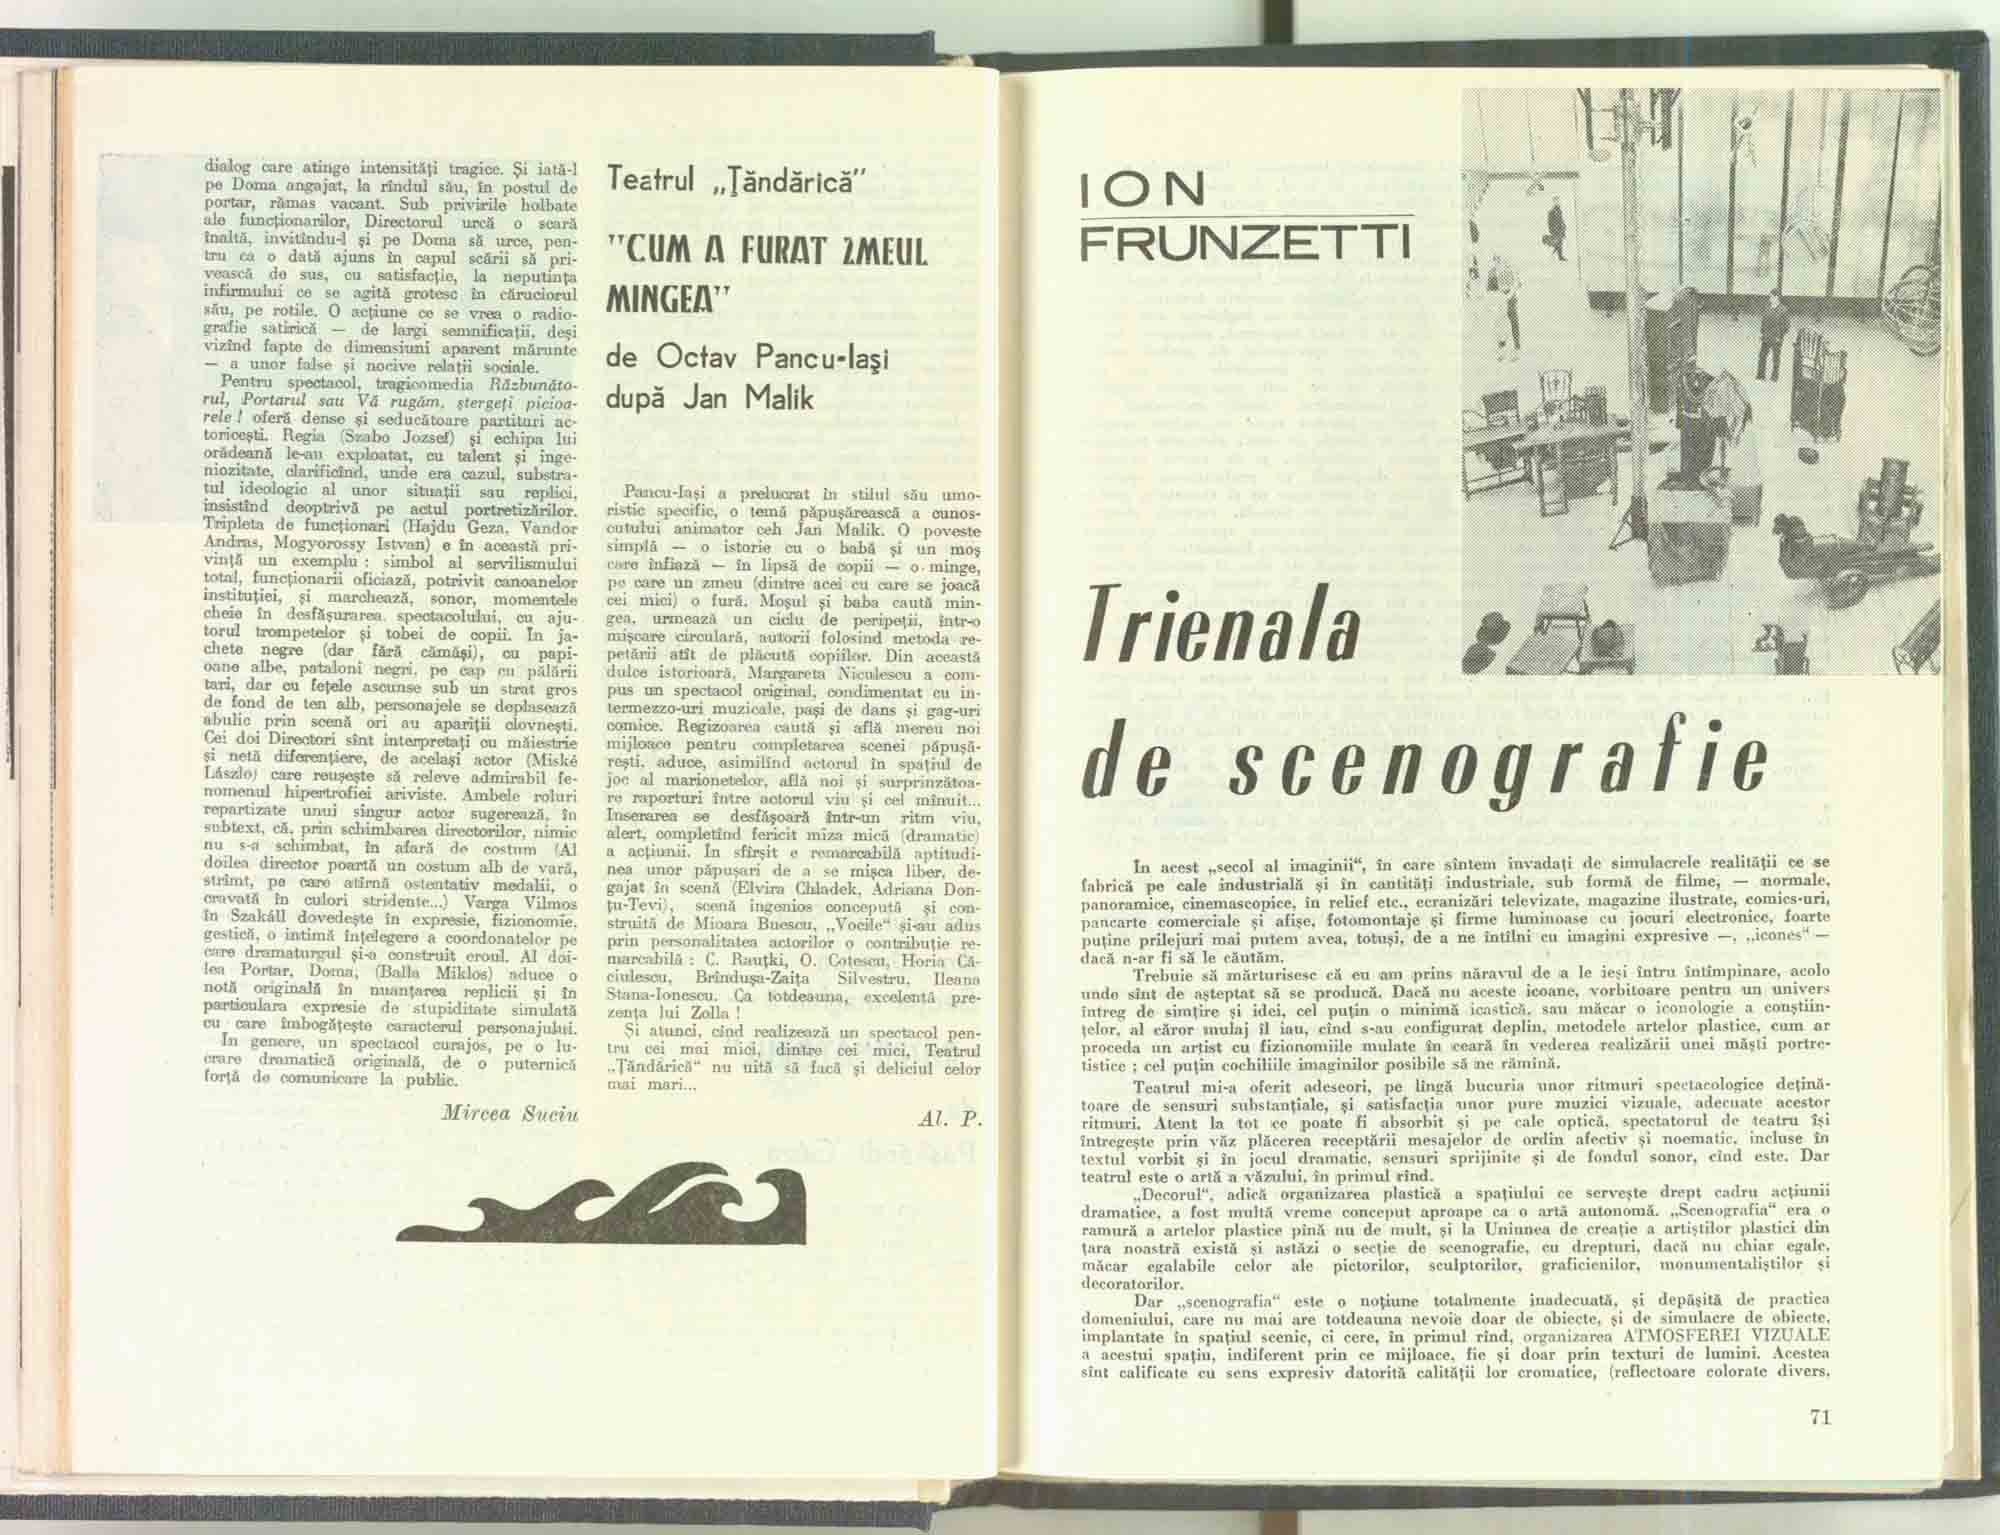 dialog care atinge intensități tragice. Și iată-l
pe Doma angajat, la rîndul său, în postul de
portar, rămas vacant. Sub privirile holbate
ale funcționarilor, Directorul urcă o scară
înaltă, invitîndu-l și pe Doma să urce, pen-
tru ca o dată ajuns în capul scării să pri-
vească de sus, cu satisfacție, la neputința
infirmului ce se agită grotesc în căruciorul
său, pe rotile. O acțiune ce se vrea o radio-
grafie satirică — de largi semnificații, deși
vizînd fapte de dimensiuni aparent mărunte
— a unor false și nocive relații sociale.
Pentru spectacol, tragicomedia Răzbunăto-
rul, Portarul sau Vă rugăm, ștergeți picioa-
rele ! oferă dense și seducătoare partituri ac-
toricești. Regia (Szabo Jozsef) și echipa lui
orădeană le-au exploatat, cu talent și inge-
niozitate, clarificînd, unde era cazul, substra-
tul ideologic al unor situații sau replici,
insistînd deoptrivă pe actul portretizărilor.
Tripleta de funcționari (Hajdu Geza, Vandor
Andras, Mogyorossy Istvan) e în această pri-
vință un exemplu : simbol al servilismului
total, funcționarii oficiază, potrivit canoanelor
instituției, și marchează, sonor, momentele
cheie în desfășurarea spectacolului, cu aju-
torul trompetelor și tobei de copii. In ja-
chete negre (dar fără cămăși), cu papi-
oane albe, pataloni negri, pe cap cu pălării
tari, dar cu fețele ascunse sub un strat gros
de fond de ten alb, personajele se deplasează
abulic prin scenă ori au apariții clovnești.
Cei doi Directori sînt interpretați cu măiestrie
și netă diferențiere, de același actor (Miské
László) care reușește să releve admirabil fe-
nomenul hipertrofiei ariviste. Ambele roluri
repartizate unui singur actor sugerează, în
subtext, că, prin schimbarea directorilor, nimic
nu s-a schimbat, în afară de costum (Al
doilea director poartă un costum alb de vară,
strîmt, pe care atîrnă ostentativ medalii, o
cravată în culori stridente...) Varga Vilmos
în Szakáll dovedește în expresie, fizionomie,
gestică, o intimă înțelegere a coordonatelor pe
care dramaturgul și-a construit eroul. Al doi-
lea Portar, Doma, (Balla Miklos) aduce o
notă originală în nuanțarea replicii și în
particulara expresie de stupiditate simulată
cu care îmbogățește caracterul personajului.
In genere, un spectacol curajos, pe o lu-
crare dramatică originală, de o puternică
forță de comunicare la public.
Mircea Suciu
Teatrul „Țăndărică"
"CUM A FURAT ZMEUL
MINGEA"
de Octav Pancu-Iași
după Jan Malik
Pancu-Iași a prelucrat în stilul său umo-
ristic specific, o temă păpușărească a cunos-
cutului animator ceh Jan Malik. O poveste
simplă — o istorie cu o babă și un moș
care înfiază — în lipsă de copii — o minge,
pe care un zmeu (dintre acei cu care se joacă
cei mici) o fură. Moșul și baba caută min-
gea, urmează un ciclu de peripeții, într-o
mișcare circulară, autorii folosind metoda re-
petării atît de plăcută copiilor. Din această
dulce istorioară, Margareta Niculescu a com-
pus un spectacol original, condimentat cu in-
termezzo-uri muzicale, pași de dans și gag-uri
comice. Regizoarea caută și află mereu noi
mijloace pentru completarea scenei păpușă-
rești, aduce, asimilînd actorul în spațiul de
joc al marionetelor, află noi și surprinzătoa-
re raporturi între actorul viu și cel mînuit...
Inserarea se desfășoară într-un ritm viu,
alert, completînd fericit miza mică (dramatic)
a acțiunii. In sfîrșit e remarcabilă aptitudi-
nea unor păpușari de a se mișca liber, de-
gajat în scenă (Elvira Chladek, Adriana Don-
țu-Tevi), scenă ingenios concepută și con-
struită de Mioara Buescu, „Vocile" și-au adus
prin personalitatea actorilor o contribuție re-
marcabilă : C. Rauțki, O. Cotescu, Horia Că-
ciulescu, Brîndușa-Zaița Silvestru, Ileana
Stana-Ionescu. Ca totdeauna, excelentă pre-
zența lui Zolla !
Și atunci, cînd realizează un spectacol pen-
tru cei mai mici, dintre cei mici, Teatrul
„Țăndărică" nu uită să facă și deliciul celor
mai mari...
Al. P.
ION
FRUNZETTI
Trienala
de scenografie
In acest „secol al imaginii", în care sîntem invadați de simulacrele realității ce se
fabrică pe cale industrială și în cantități industriale, sub formă de filme, — normale,
panoramice, cinemascopice, în relief etc., ecranizări televizate, magazine ilustrate, comics-uri,
pancarte comerciale și afișe, fotomontaje și firme luminoase cu jocuri electronice, foarte
puține prilejuri mai putem avea, totuși, de a ne întîlni cu imagini expresive —, „icones" —
dacă n-ar fi să le căutăm.
Trebuie să mărturisesc că eu am prins năravul de a le ieși întru întîmpinare, acolo
unde sînt de așteptat să se producă. Dacă nu aceste icoane, vorbitoare pentru un univers
întreg de simțire și idei, cel puțin o minimă icastică, sau măcar o iconologie a conștiin-
țelor, al căror mulaj îl iau, cînd s-au configurat deplin, metodele artelor plastice, cum ar
proceda un artist cu fizionomiile mulate în ceară în vederea realizării unei măști portre-
tistice ; cel puțin cochiliile imaginilor posibile să ne rămînă.
Teatrul mi-a oferit adeseori, pe lîngă bucuria unor ritmuri spectacologice dețină-
toare de sensuri substanțiale, și satisfacția unor pure muzici vizuale, adecuate acestor
ritmuri. Atent la tot ce poate fi absorbit și pe cale optică, spectatorul de teatru își
întregește prin văz plăcerea receptării mesajelor de ordin afectiv și noematic, incluse în
textul vorbit și în jocul dramatic, sensuri sprijinite și de fondul sonor, cînd este. Dar
teatrul este o artă a văzului, în primul rînd.
„Decorul", adică organizarea plastică a spațiului ce servește drept cadru acțiunii
dramatice, a fost multă vreme conceput aproape ca o artă autonomă. „Scenografia" era o
ramură a artelor plastice pînă nu de mult, și la Uniunea de creație a artiștilor plastici din
țara noastră există și astăzi o secție de scenografie, cu drepturi, dacă nu chiar egale,
măcar egalabile celor ale pictorilor, sculptorilor, graficienilor, monumentaliștilor și
decoratorilor.
Dar „scenografia" este o noțiune totalmente inadecuată, și depășită de practica
domeniului, care nu mai are totdeauna nevoie doar de obiecte, și de simulacre de obiecte,
implantate în spațiul scenic, ci cere, în primul rînd, organizarea ATMOSFEREI VIZUALE
a acestui spațiu, indiferent prin ce mijloace, fie și doar prin texturi de lumini. Acestea
sînt calificate cu sens expresiv datorită calității lor cromatice, (reflectoare colorate divers,
71